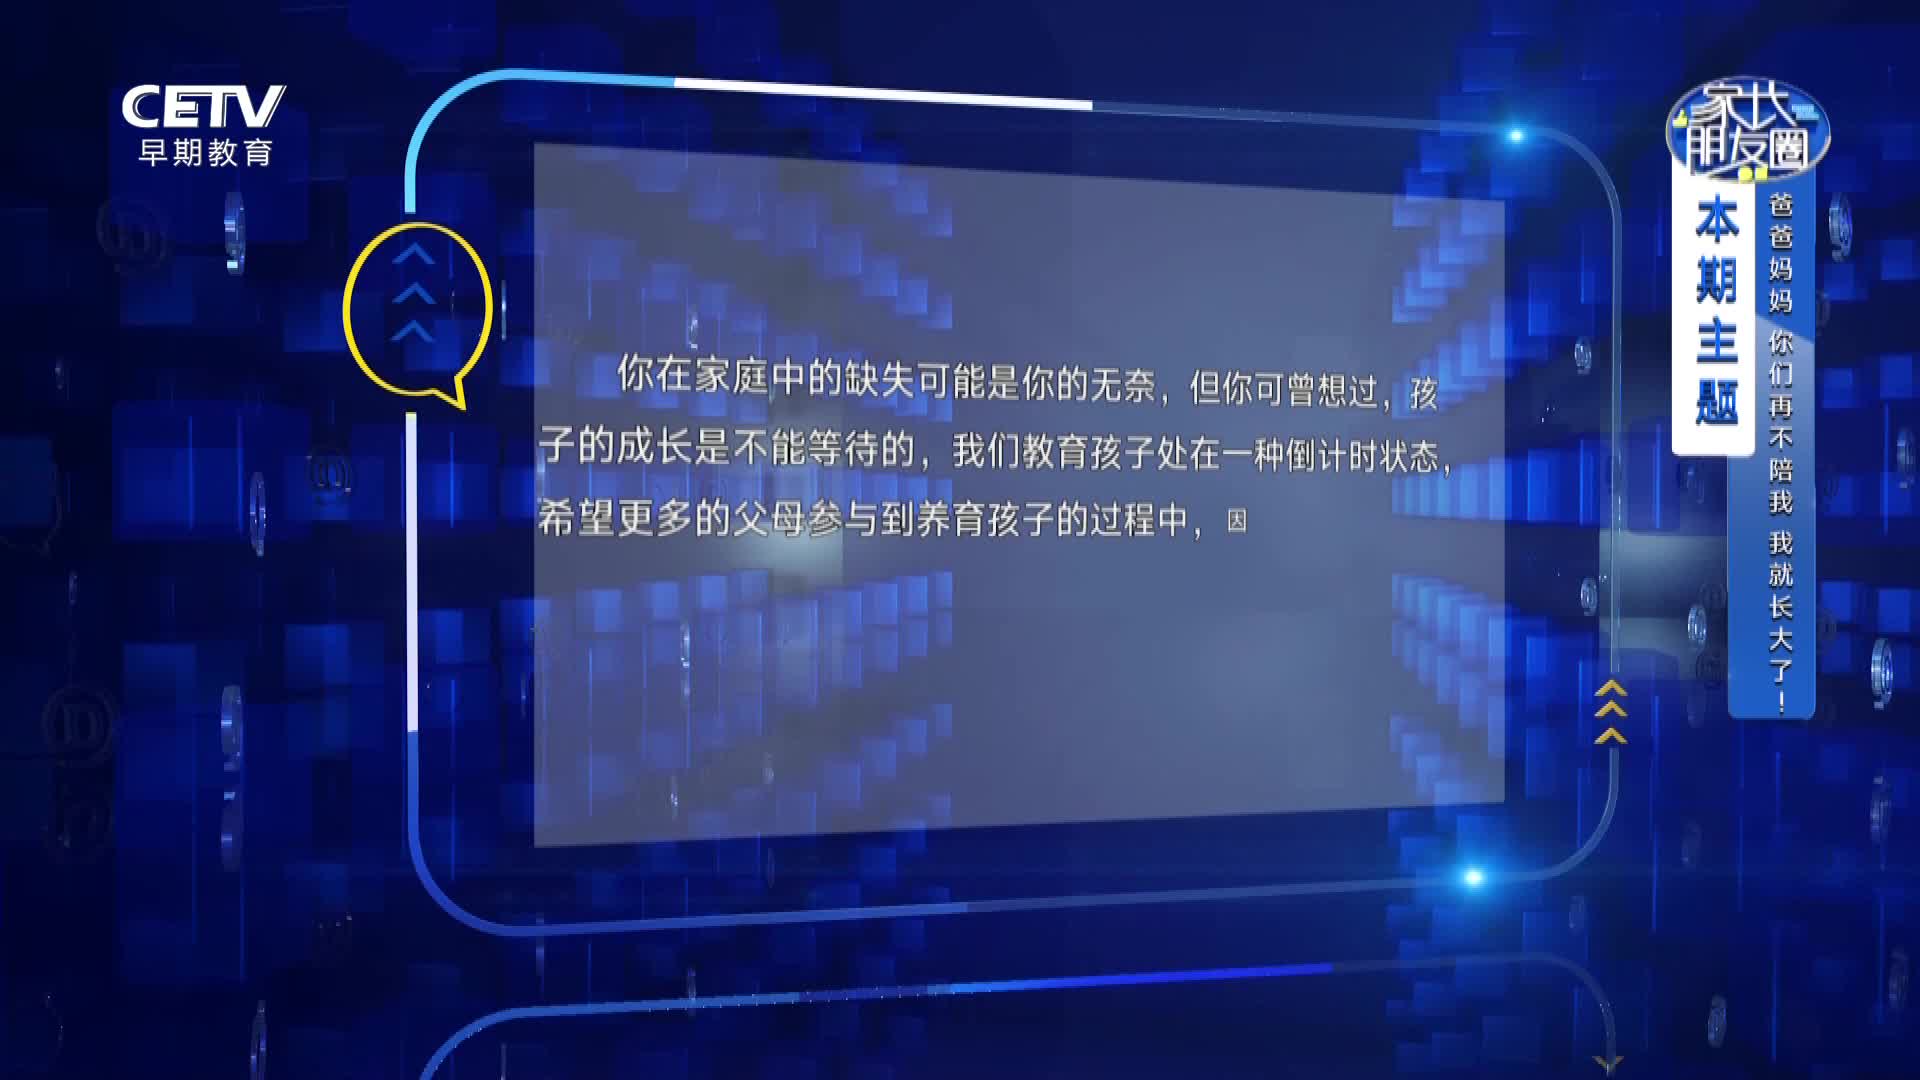 CETV
早期教育
你在家庭中的缺失可能是你的无奈，但你可曾想过，孩
子的成长是不能等待的，我们教育孩子处在一种倒计时状态，
希望更多的父母参与到养育孩子的过程中，因
家长
朋友圈
本期主题
爸爸妈妈 你们再不陪我 我就长大了！